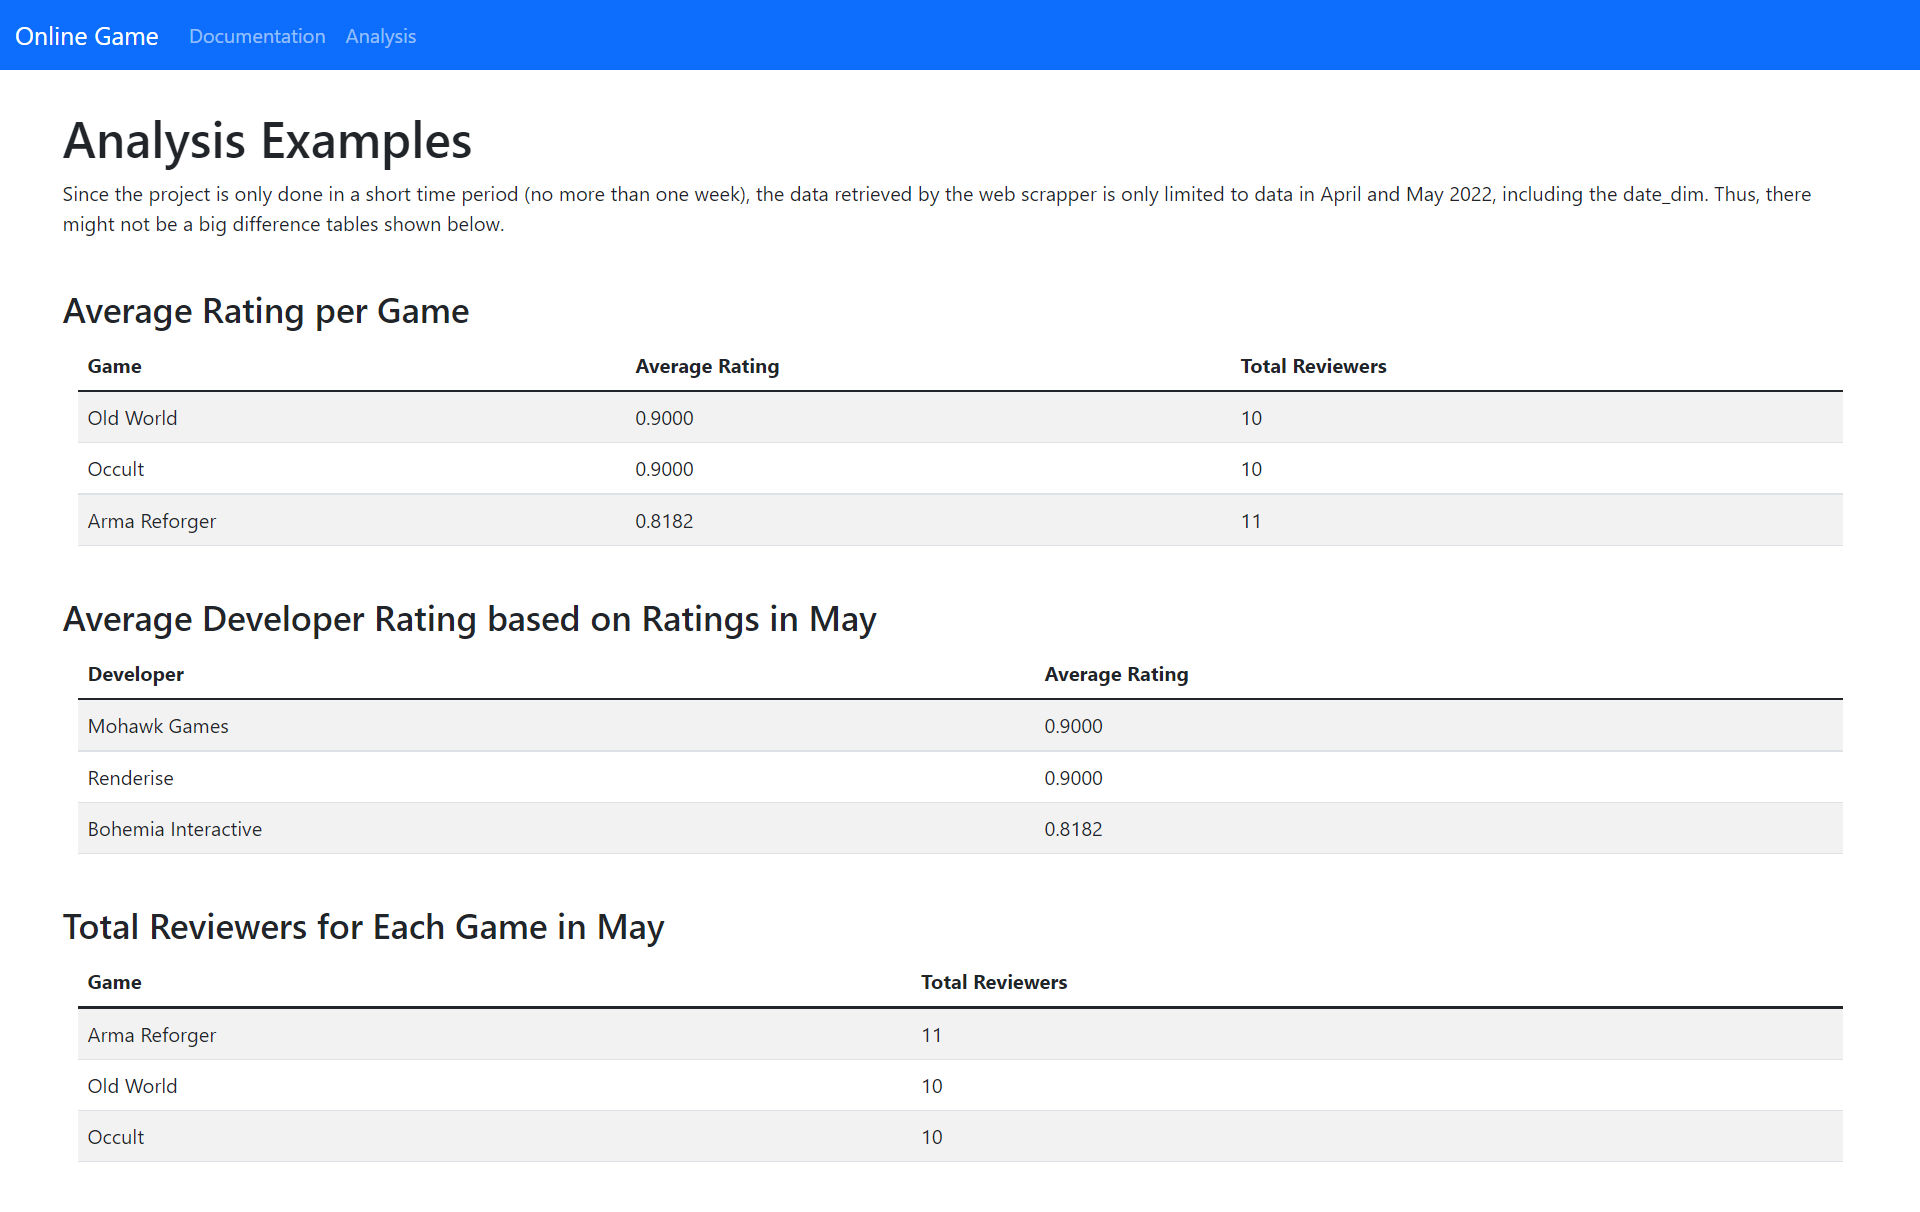 Online Game Documentation Analysis
Analysis Examples
Since the project is only done in a short time period (no more than one week), the data retrieved by the web scrapper is only limited to data in April and May 2022, including the date_dim. Thus, there
might not be a big difference tables shown below.
Average Rating per Game
Game Average Rating Total Reviewers
Old World 0.9000 10
Occult 0.9000 10
Arma Reforger 0.8182 11
Average Developer Rating based on Ratings in May
Developer Average Rating
Mohawk Games 0.9000
Renderise 0.9000
Bohemia Interactive 0.8182
Total Reviewers for Each Game in May
Game Total Reviewers
Arma Reforger 11
Old World 10
Occult 10